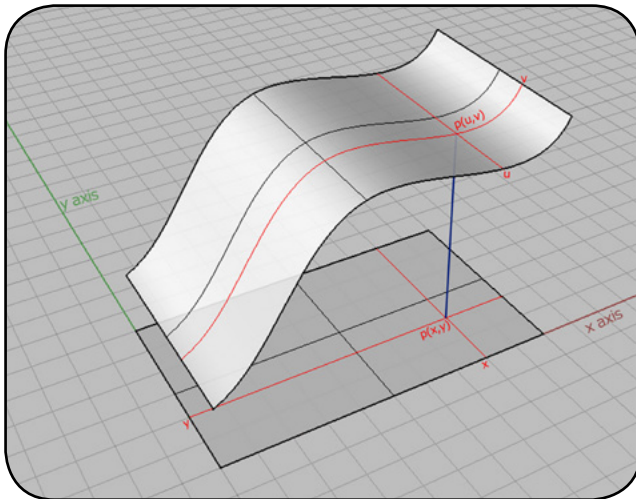 v
p(u,v)
u
y axis
x axis
p(x,y)
x
y